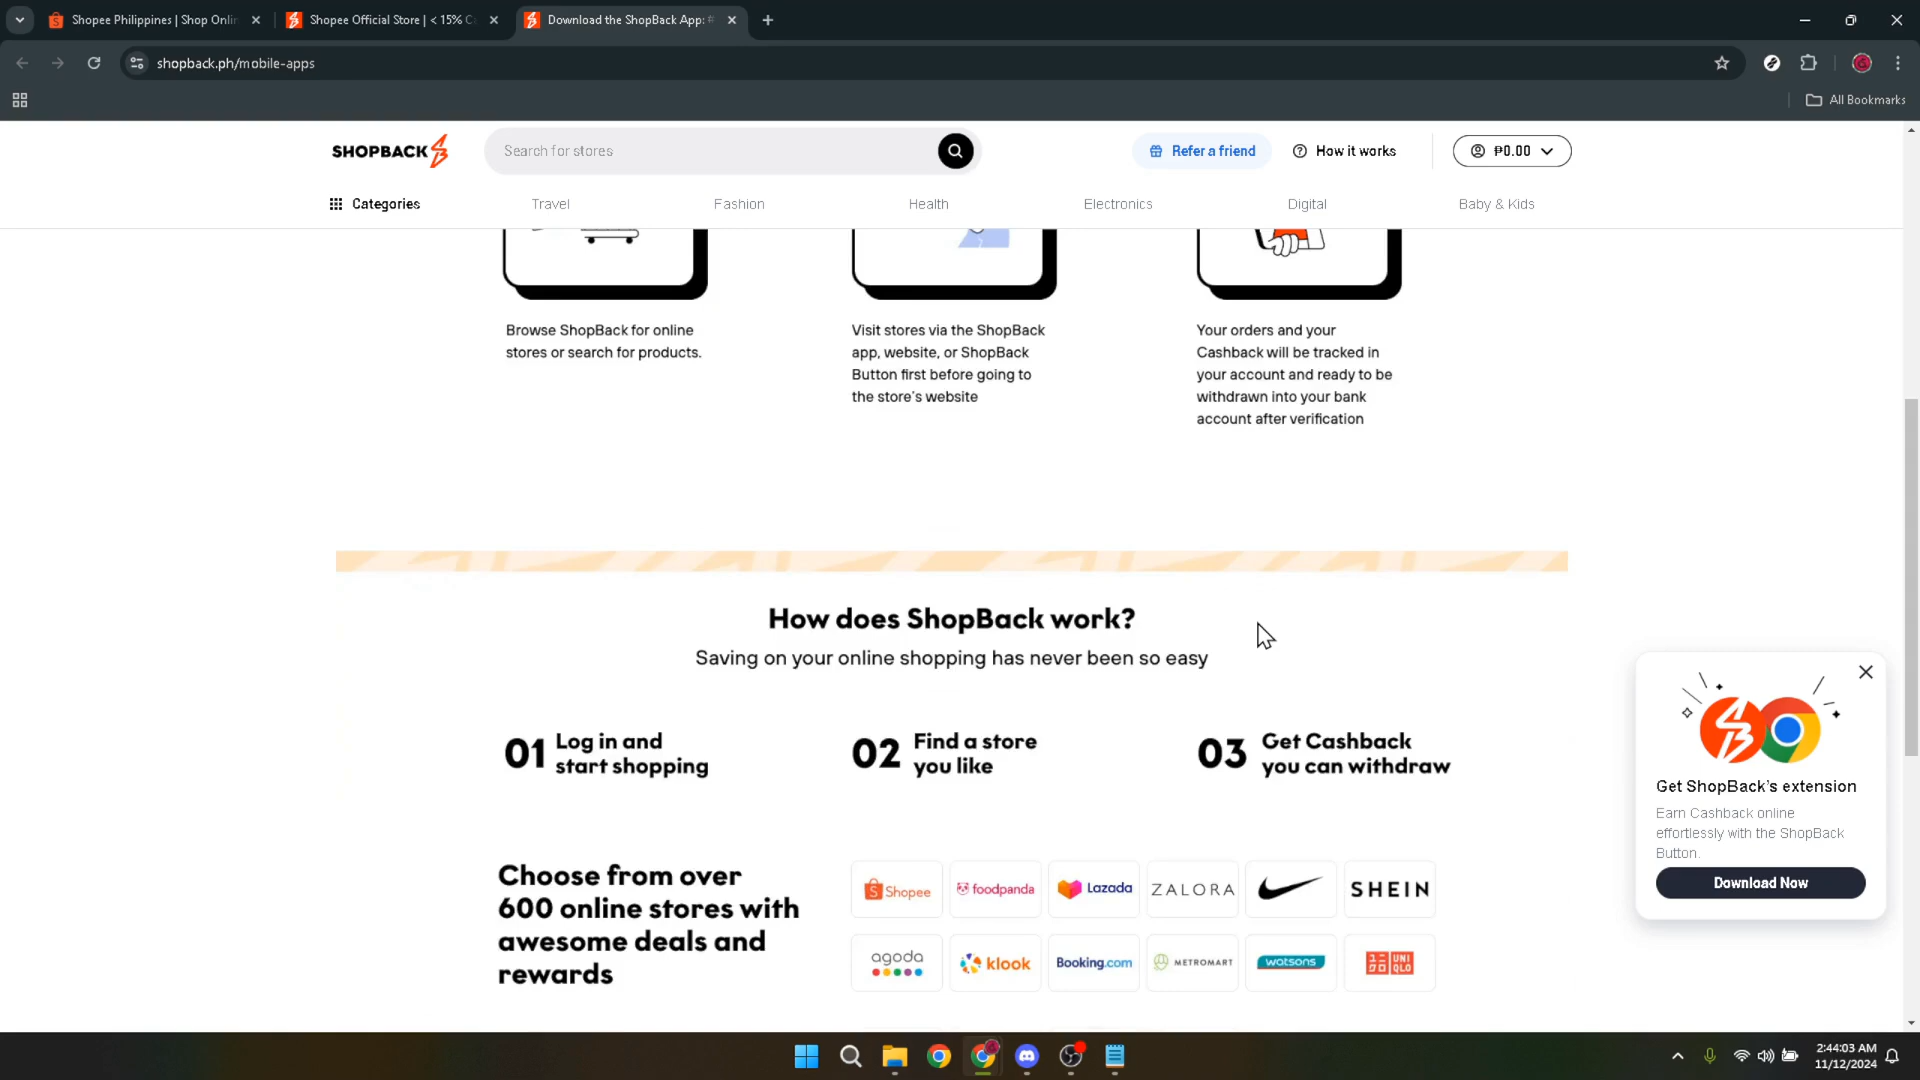 Shopee Philippines | Shop Onlin
Shopee Official Store | < 15% C
Download the ShopBack App:
shopback.ph/mobile-apps
All Bookmarks
SHOPBACK
Search for stores
Refer a friend
How it works
₱0.00
Categories
Travel
Fashion
Health
Electronics
Digital
Baby & Kids
Browse ShopBack for online
stores or search for products.
Visit stores via the ShopBack
app, website, or ShopBack
Button first before going to
the store's website
Your orders and your
Cashback will be tracked in
your account and ready to be
withdrawn into your bank
account after verification
How does ShopBack work?
Saving on your online shopping has never been so easy
01 Log in and
start shopping
02 Find a store
you like
03 Get Cashback
you can withdraw
Choose from over
600 online stores with
awesome deals and
rewards
Shopee
foodpanda
Lazada
ZALORA
SHEIN
agoda
klook
Booking.com
METROMART
watsons
UNI
QLO
Get ShopBack's extension
Earn Cashback online
effortlessly with the ShopBack
Button.
Download Now
2:44:03 AM
11/12/2024